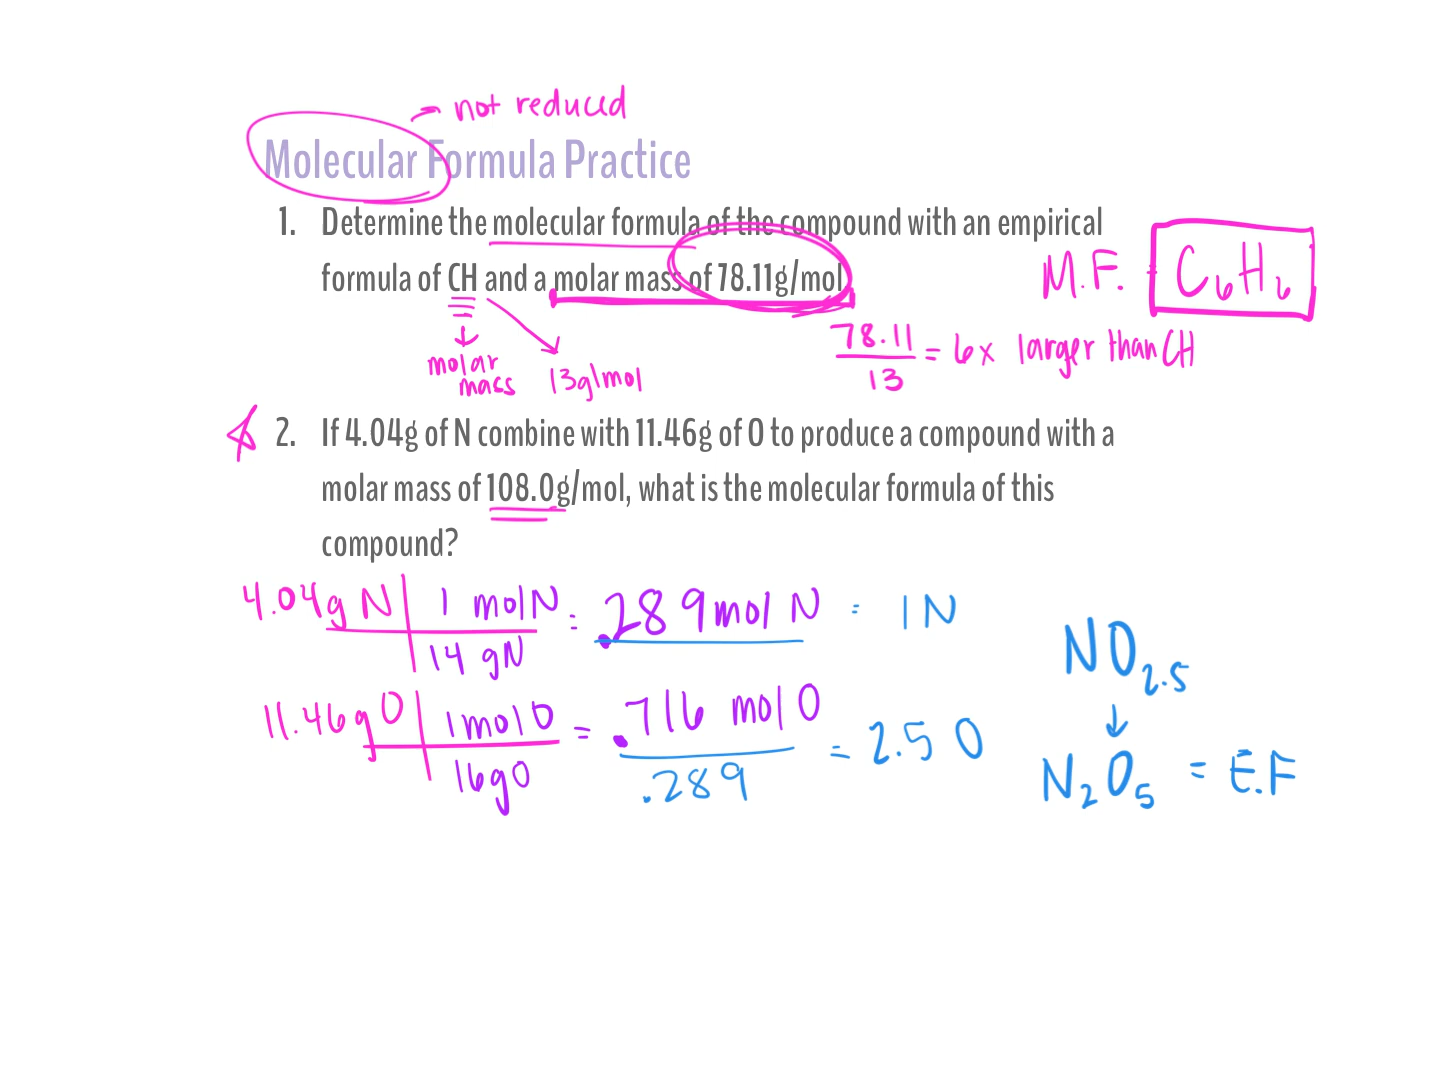 - not reduced
Molecular Formula Practice
1. Determine the molecular formula of the compound with an empirical
formula of CH and a molar mass of 78.11g/mol
M.F. = C₆H₆
78.11/13 = 6x larger than CH
molar mass
13g/mol
2. If 4.04g of N combine with 11.46g of O to produce a compound with a
molar mass of 108.0g/mol, what is the molecular formula of this
compound?
4.04g N | 1 mol N = .289 mol N = 1 N
14 gN
NO₂.₅
11.46g O | 1 mol O = .716 mol O = 2.5 O
16g O
.289
↓
N₂O₅ = E.F